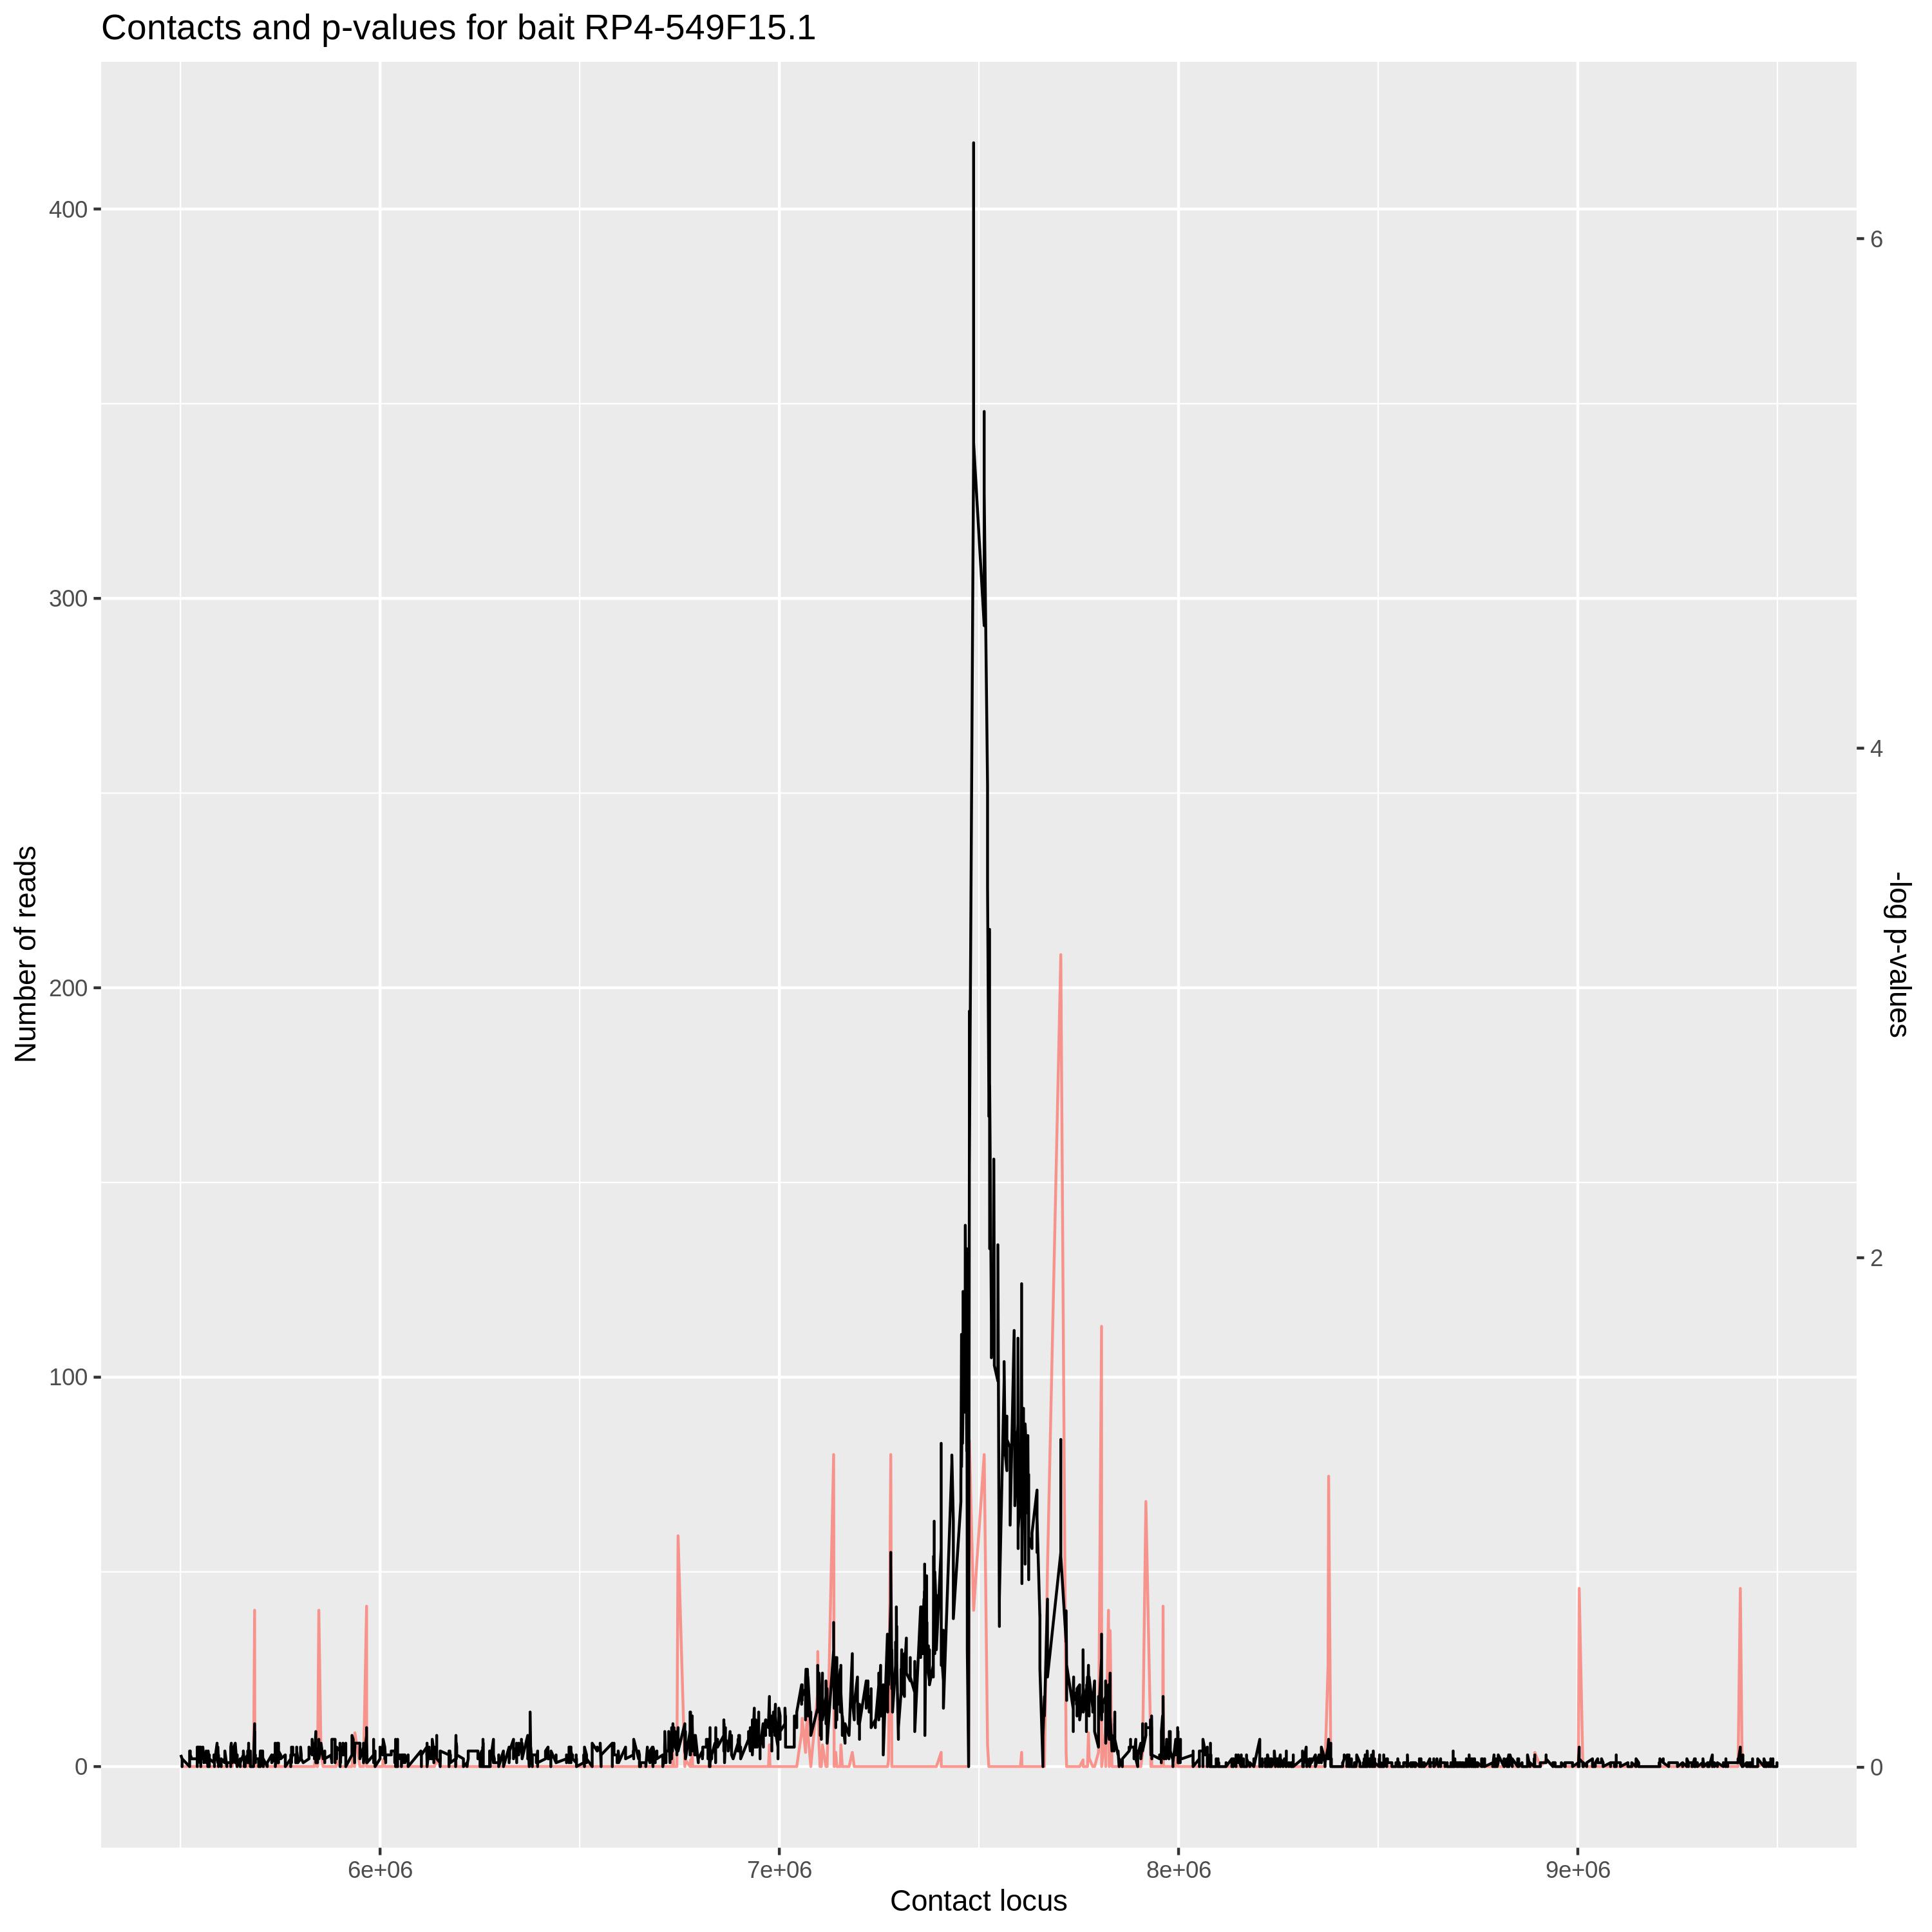 Contacts and p-values for bait RP4-549F15.1
400
300
200
100
0
Number of reads
6
4
2
0
-log p-values
6e+06
7e+06
8e+06
9e+06
Contact locus